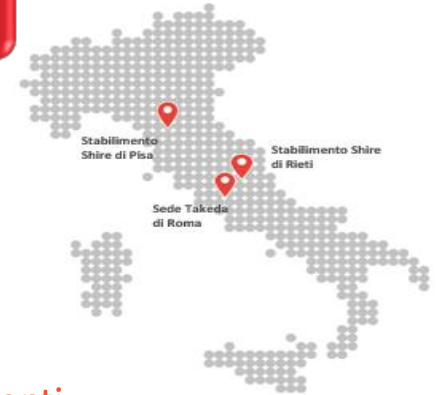 Stabilimento
Shire di Pisa
Stabilimento Shire
di Rieti
Sede Takeda
di Roma